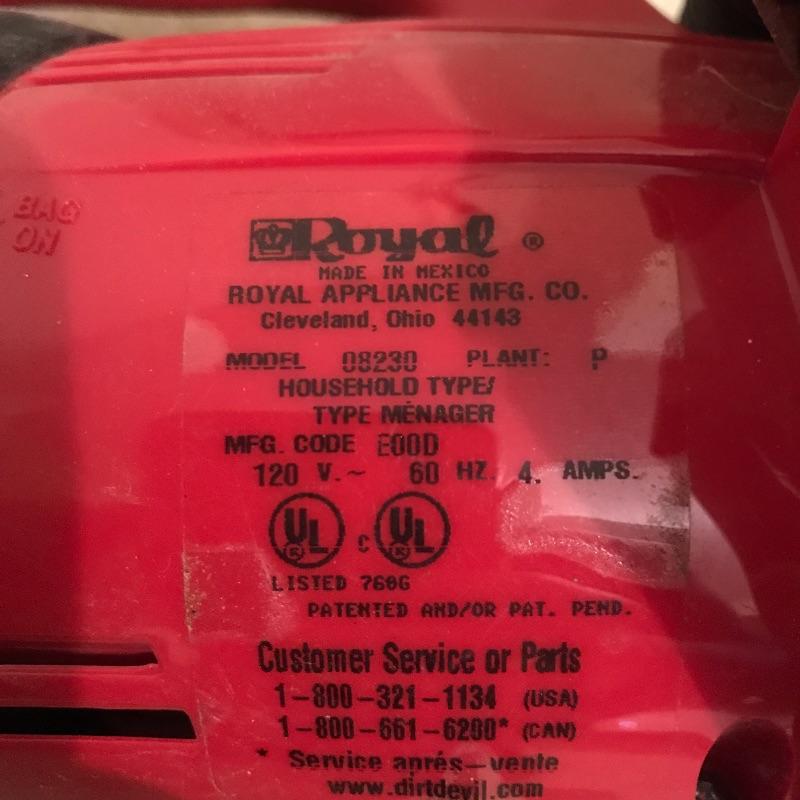 BAG
ON
Royal ®
MADE IN MEXICO
ROYAL APPLIANCE MFG. CO.
Cleveland, Ohio 44143
MODEL 08230 PLANT: P
HOUSEHOLD TYPE/
TYPE MÉNAGER
MFG. CODE E00D
120 V.~ 60 HZ. 4. AMPS.
UL ® C UL ®
LISTED 760G
PATENTED AND/OR PAT. PEND.
Customer Service or Parts
1-800-321-1134 (USA)
1-800-661-6200* (CAN)
* Service aprés-vente
www.dirtdevil.com